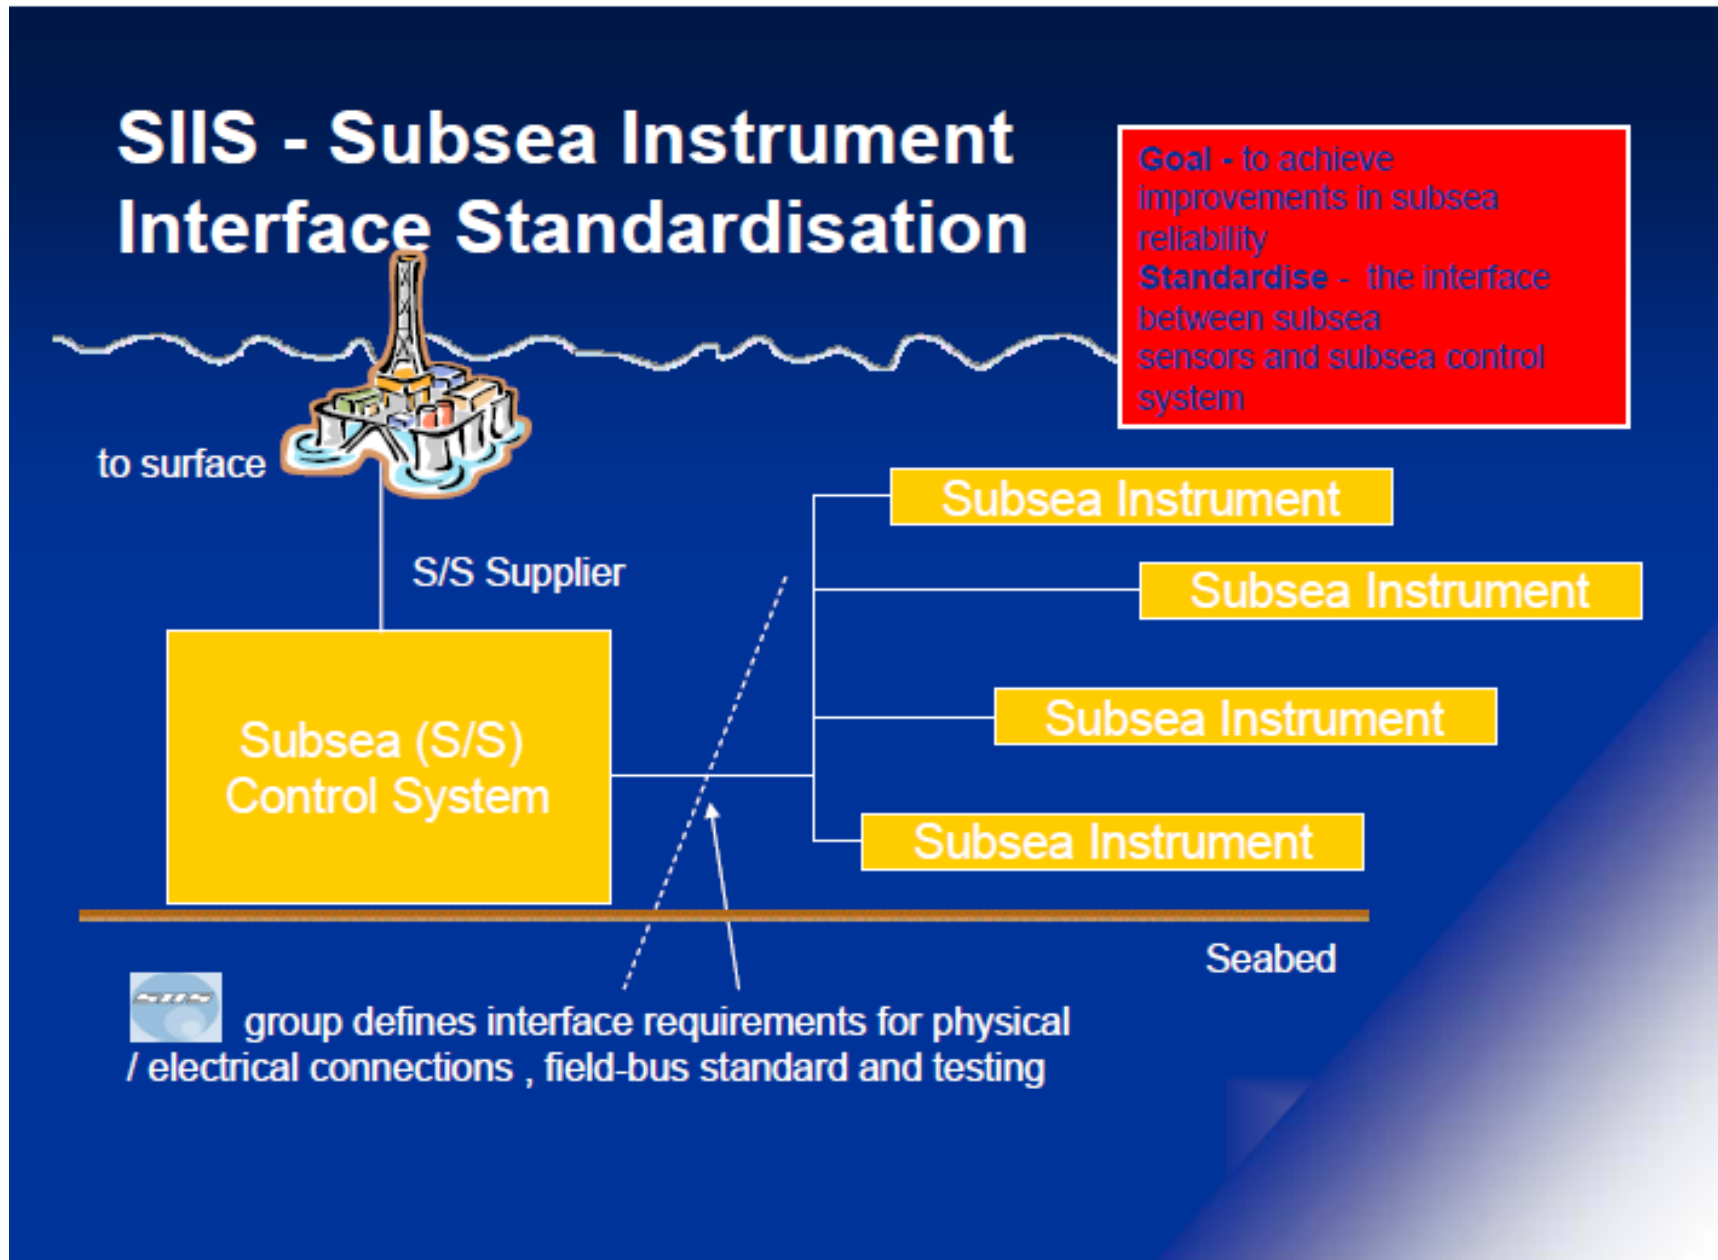 SIIS - Subsea Instrument
Interface Standardisation
Goal - to achieve
improvements in subsea
reliability
Standardise - the interface
between subsea
sensors and subsea control
system
to surface
S/S Supplier
Subsea Instrument
Subsea Instrument
Subsea Instrument
Subsea Instrument
Subsea (S/S)
Control System
Seabed
SIIS
group defines interface requirements for physical
/ electrical connections , field-bus standard and testing